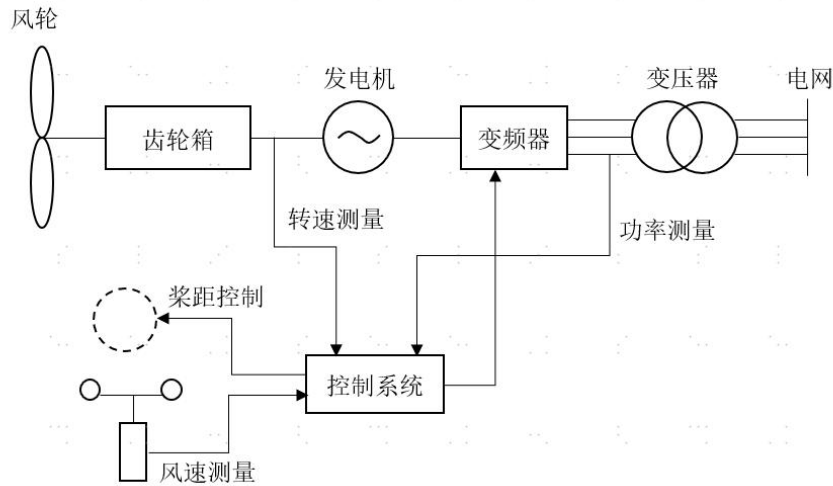 风轮
齿轮箱
发电机
变频器
变压器
电网
转速测量
功率测量
桨距控制
控制系统
风速测量